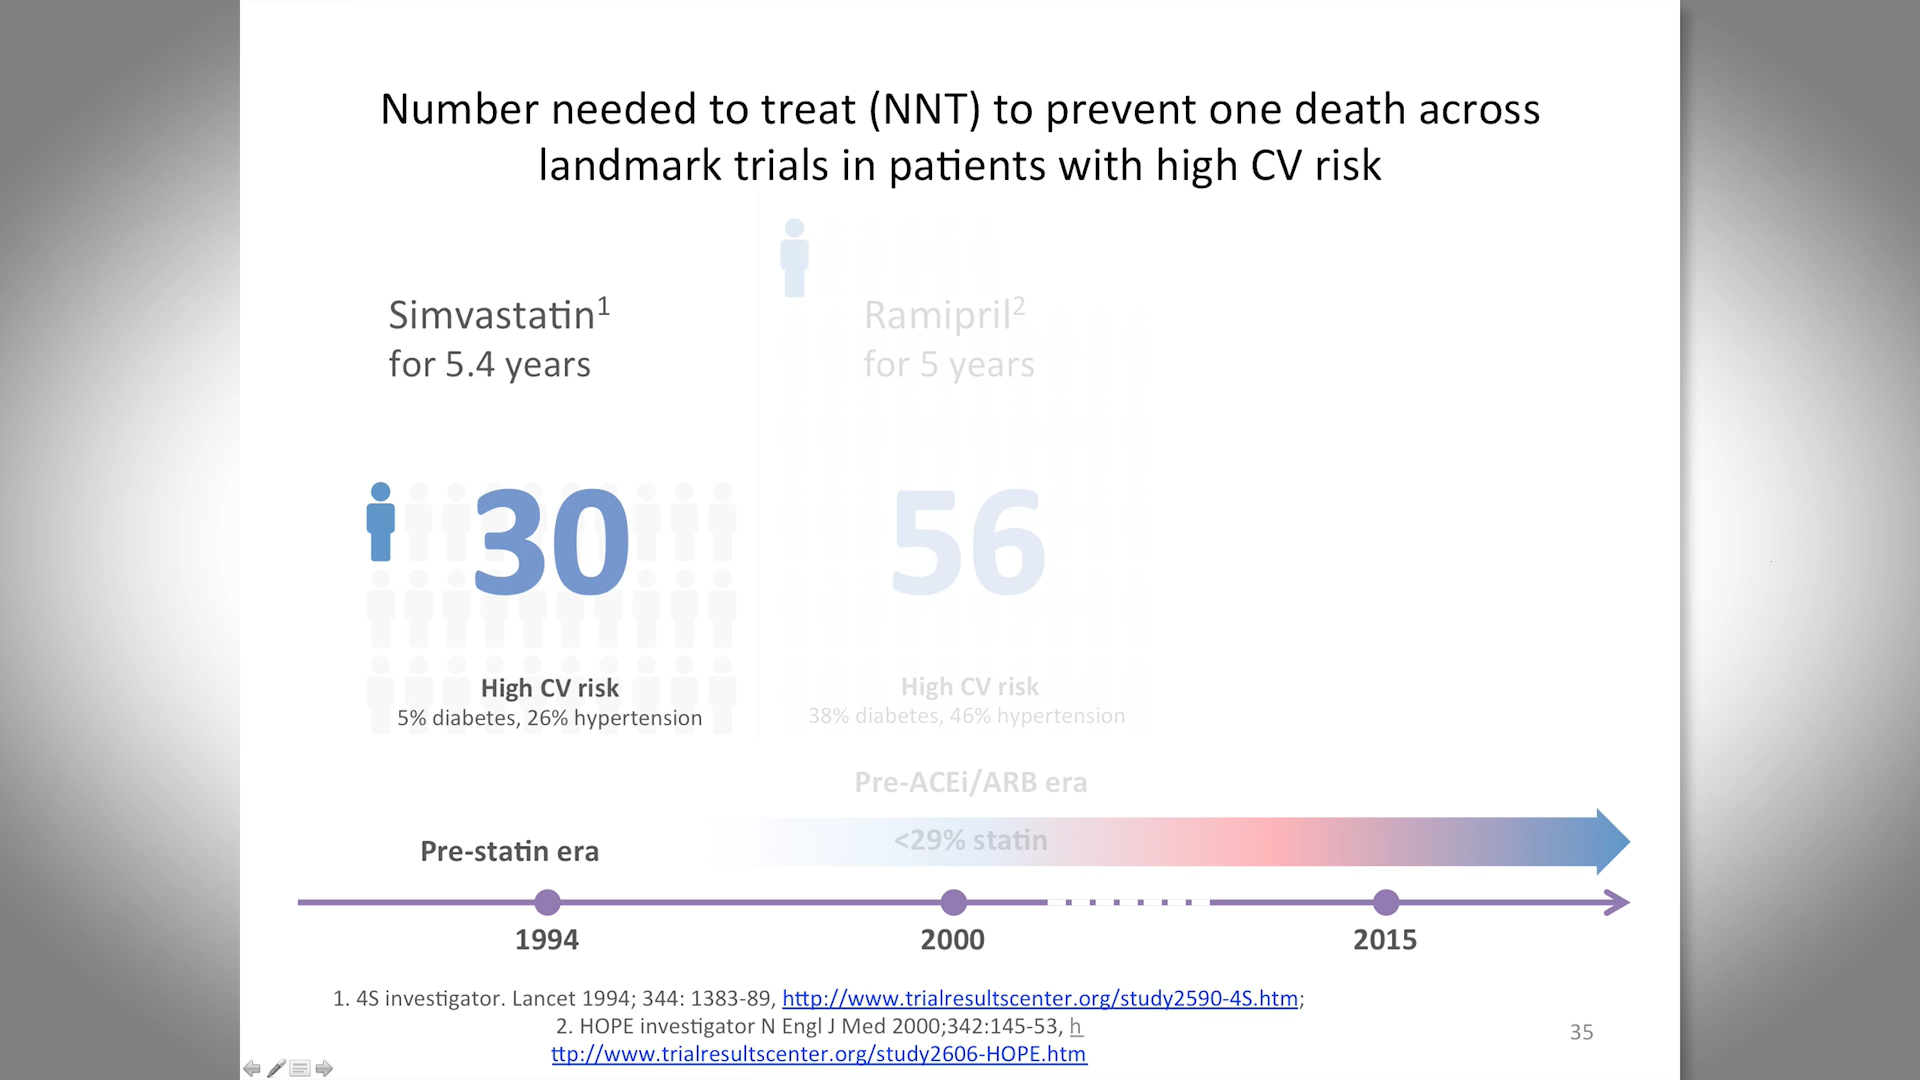 Number needed to treat (NNT) to prevent one death across
landmark trials in patients with high CV risk
Simvastatin1
for 5.4 years
30
High CV risk
5% diabetes, 26% hypertension
Ramipril2
for 5 years
56
High CV risk
38% diabetes, 46% hypertension
Pre-ACEi/ARB era
<29% statin
Pre-statin era
1994
2000
2015
1. 4S investigator. Lancet 1994; 344: 1383-89, http://www.trialresultscenter.org/study2590-4S.htm;
2. HOPE investigator N Engl J Med 2000;342:145-53, h
ttp://www.trialresultscenter.org/study2606-HOPE.htm
35